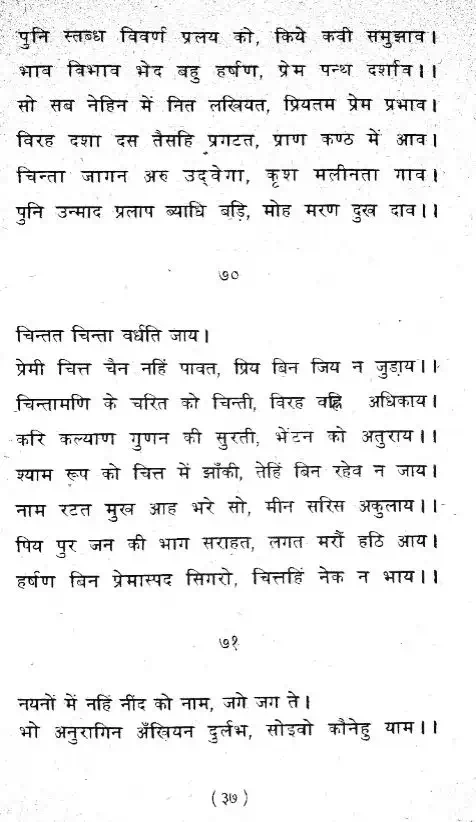 पुनि स्तब्ध विवर्ण प्रलय को, किये कवी समुझाव।
भाव विभाव भेद बहु हर्षण, प्रेम पन्थ दर्शाव।।
सो सब नेहिन में नित लखियत, प्रियतम प्रेम प्रभाव।
विरह दशा दस तैसहि प्रगटत, प्राण कण्ठ में आव।
चिन्ता जागन अरु उद्वेगा, कृश मलीनता गाव।
पुनि उन्माद प्रलाप ब्याधि बड़ि, मोह मरण दुख दाव।।
७०
चिन्तत चिन्ता वर्धति जाय।
प्रेमी चित्त चैन नहिं पावत, प्रिय बिन जिय न जुड़ाय।।
चिन्तामणि के चरित को चिन्ती, विरह वह्नि अधिकाय।
करि कल्याण गुणन की सुरती, भेंटन को अतुराय।।
श्याम रूप को चित्त में झाँकी, तेहिं बिन रहेव न जाय।
नाम रटत मुख आह भरे सो, मीन सरिस अकुलाय।।
पिय पुर जन की भाग सराहत, लगत मरौं हठि आय।
हर्षण बिन प्रेमास्पद सिगरो, चित्तहिं नेक न भाय।।
७१
नयनों में नहिं नींद को नाम, जगे जग ते।
भो अनुरागिन अँखियन दुर्लभ, सोइवो कौनेहु याम।।
(३७)